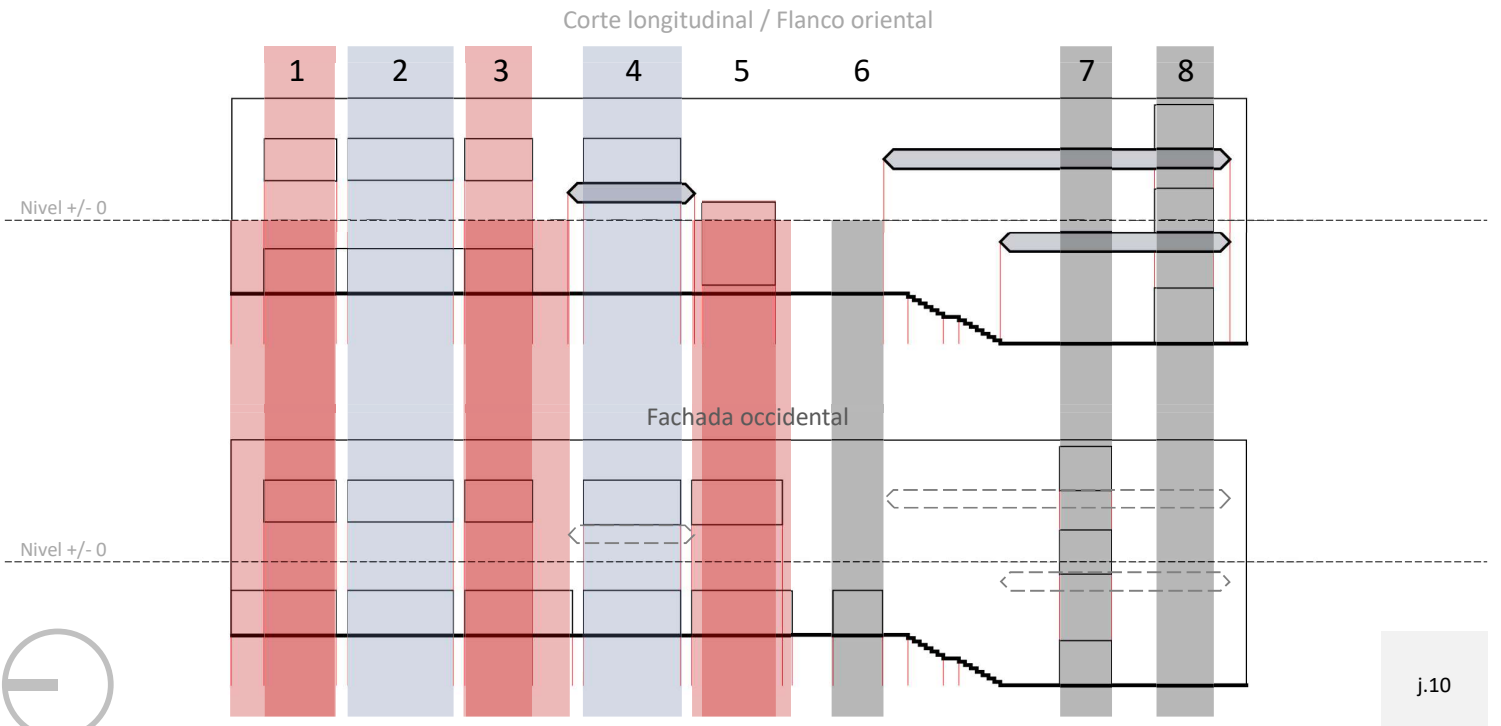 Corte longitudinal / Flanco oriental
1 2 3 4 5 6 7 8
Nivel +/- 0
Fachada occidental
Nivel +/- 0
j.10